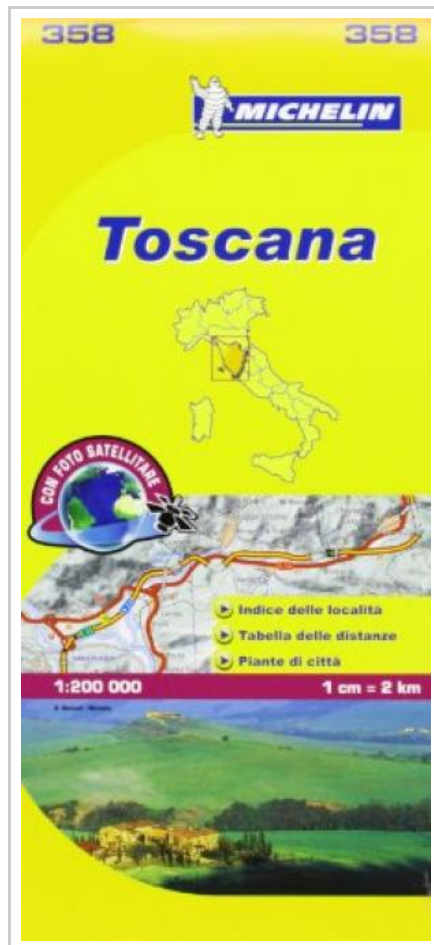 358 358
MICHELIN
Toscana
CON FOTO SATELLITARE
Indice delle località
Tabella delle distanze
Piante di città
1:200 000 1 cm = 2 km